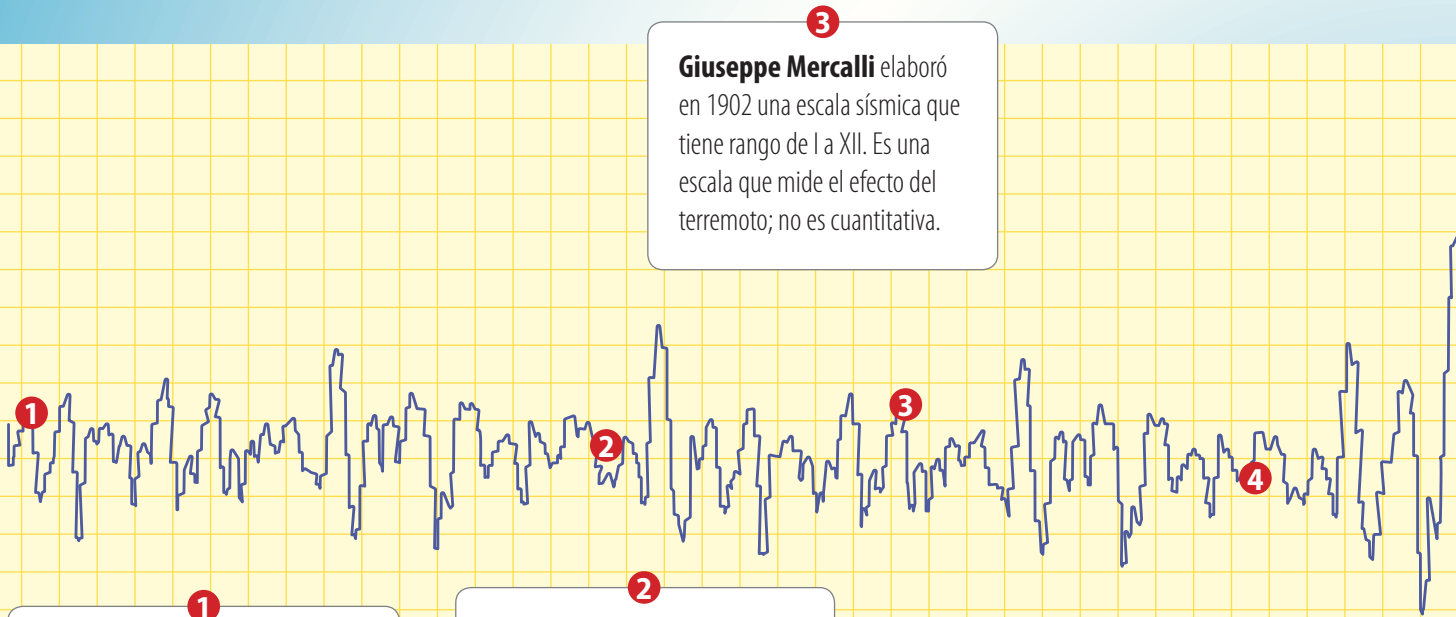 3
Giuseppe Mercalli elaboró
en 1902 una escala sísmica que
tiene rango de I a XII. Es una
escala que mide el efecto del
terremoto; no es cuantitativa.
1
2
3
4
1
2